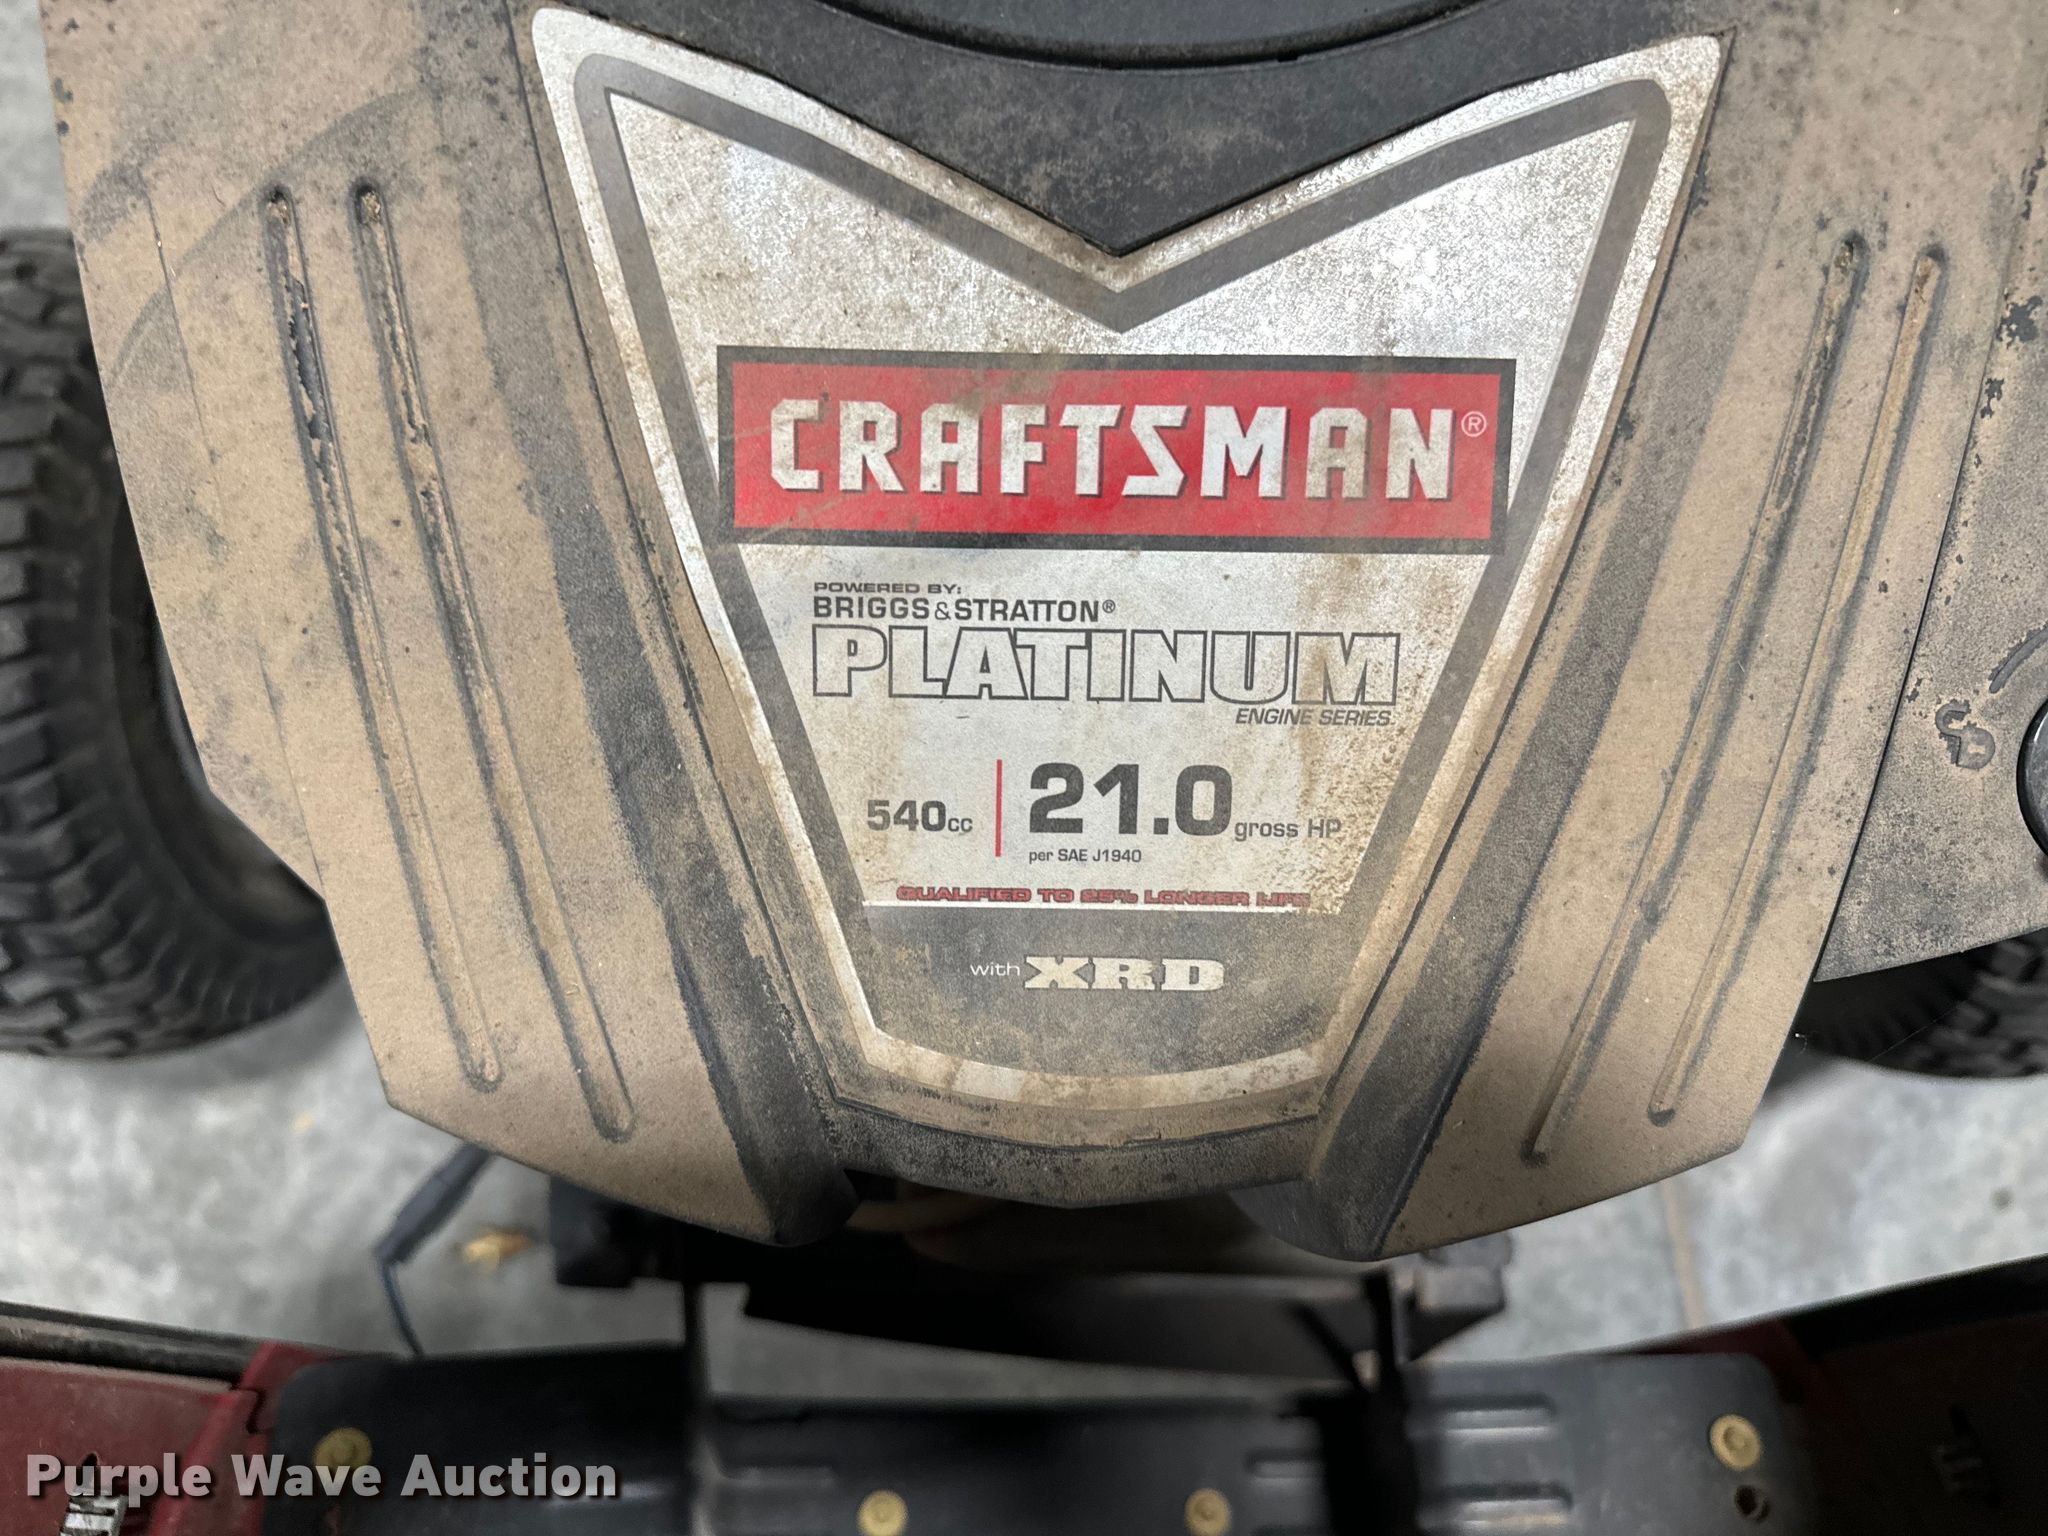 CRAFTSMAN®
POWERED BY:
BRIGGS&STRATTON®
PLATINUM
ENGINE SERIES
540cc
21.0 gross HP
per SAE J1940
QUALIFIED TO 25% LONGER LIFE
with XRD
Purple Wave Auction